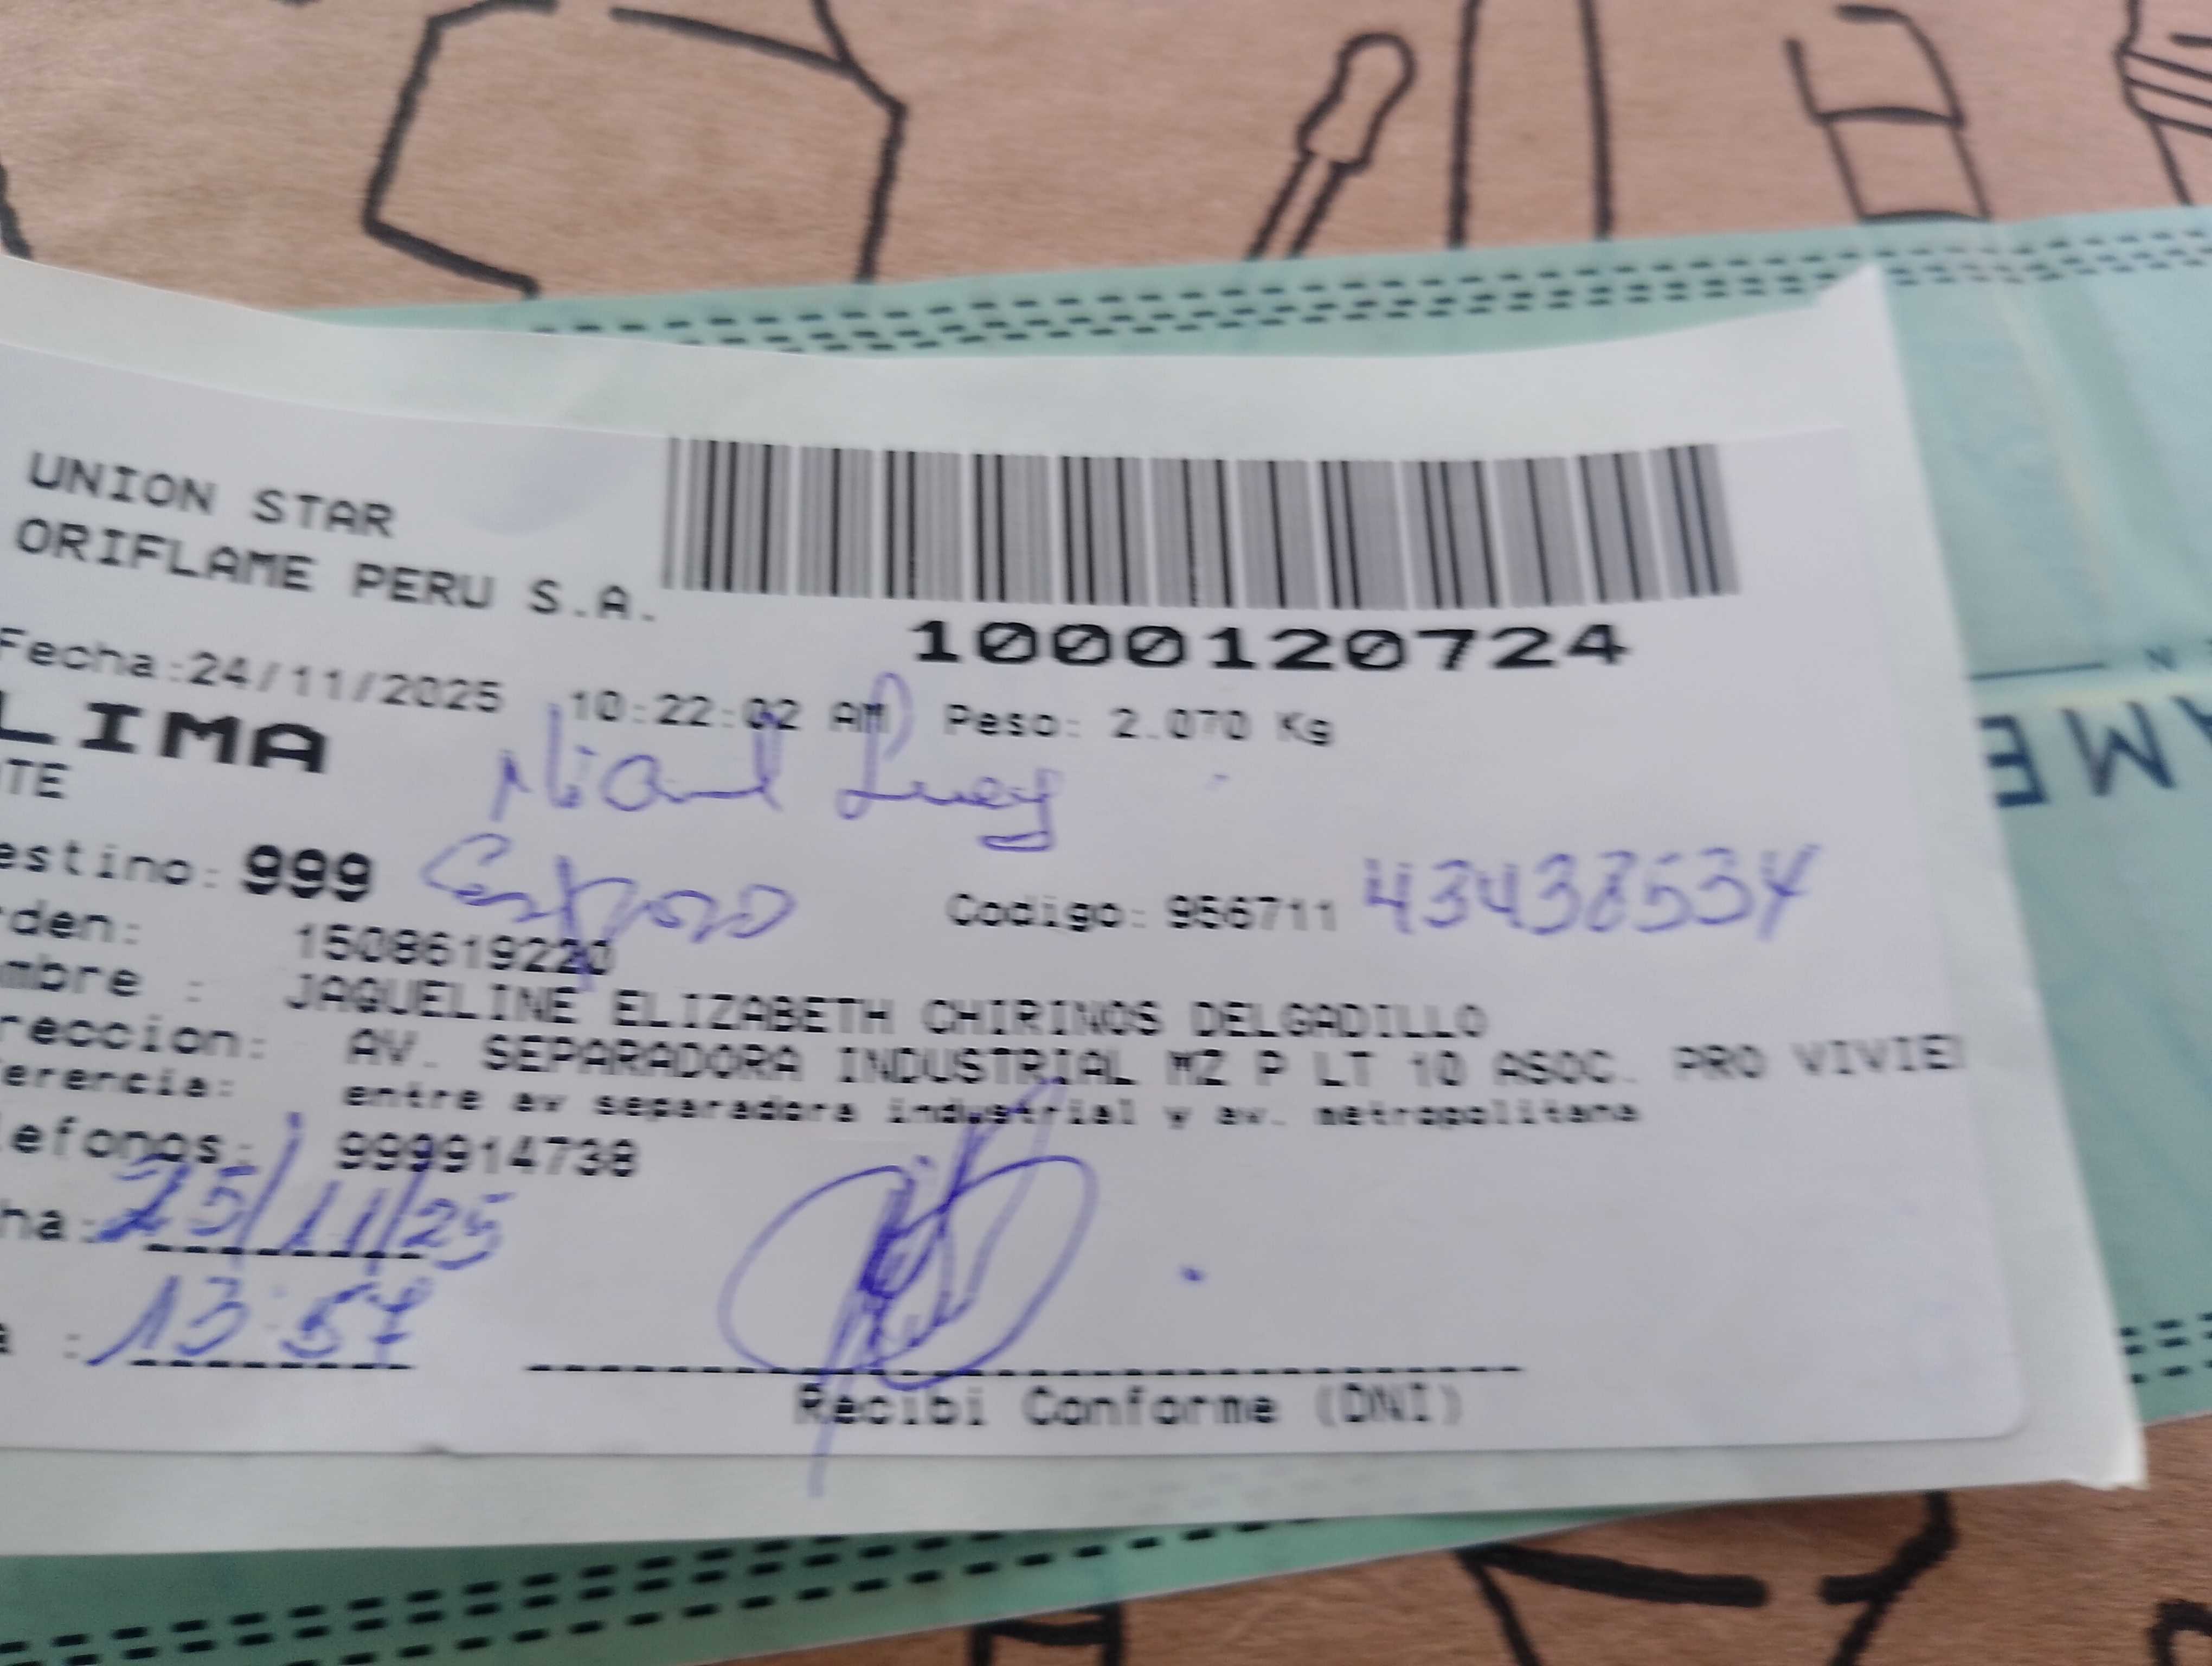 UNION STAR
ORIFLAME PERU S.A.
1000120724
Fecha:24/11/2025 10:22:02 AM Peso: 2.070 Kg
LIMA
TE
estino: 999
Esposo
Codigo: 956711 43438534
rden: 1508619220
mbre : JAQUELINE ELIZABETH CHIRINOS DELGADILLO
reccion: AV. SEPARADORA INDUSTRIAL MZ P LT 10 ASOC. PRO VIVIE
erencia: entre av separadora industrial y av. metropolitana
lefonos: 999914738
ha: 25/11/25
a : 13:57
Recibi Conforme (DNI)
AME